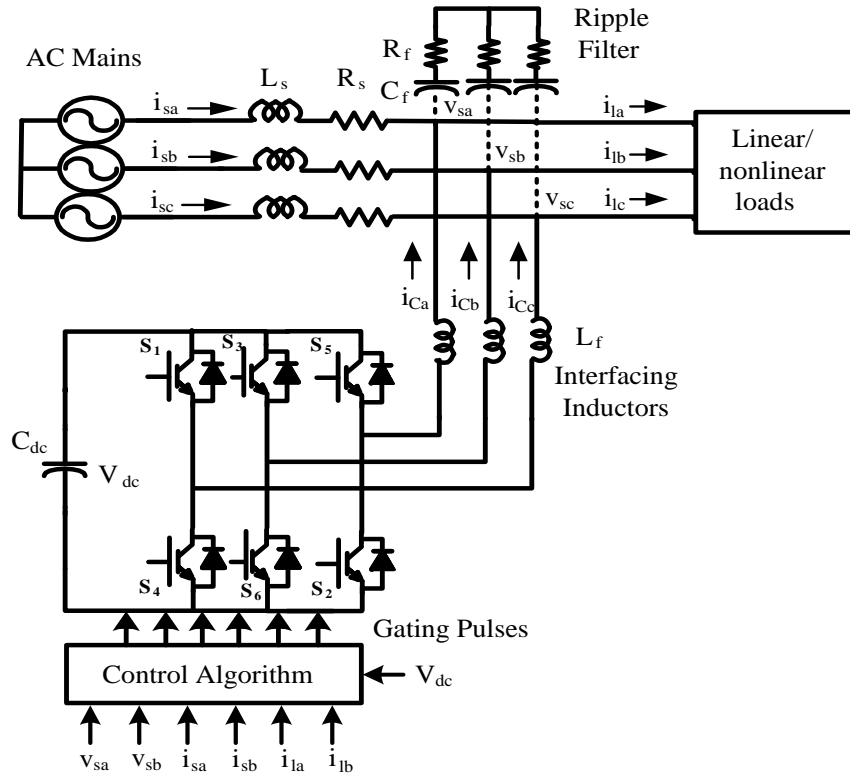 Ripple
Filter
R_f
AC Mains
L_s
R_s
C_f
i_sa
v_sa
i_la
i_sb
v_sb
i_lb
i_sc
v_sc
i_lc
Linear/
nonlinear
loads
i_Ca
i_Cb
i_Cc
S_1
S_3
S_5
L_f
Interfacing
Inductors
C_dc
V_dc
S_4
S_6
S_2
Gating Pulses
Control Algorithm
V_dc
v_sa
v_sb
i_sa
i_sb
i_la
i_lb